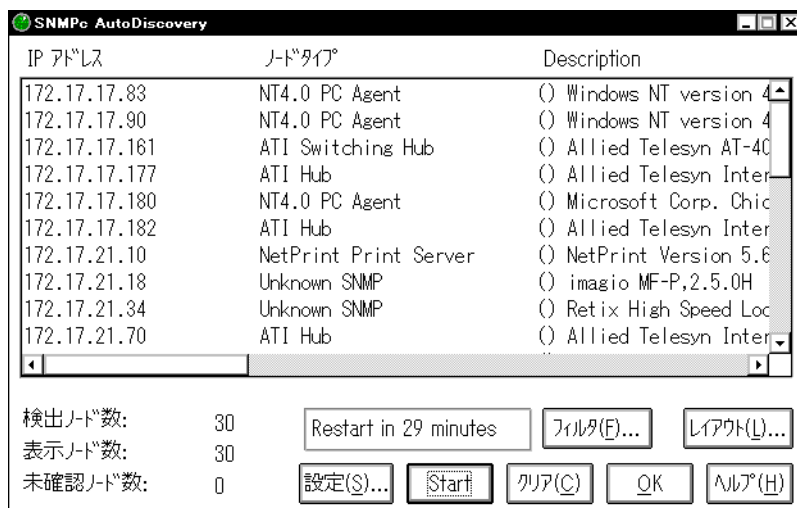 SNMPc AutoDiscovery
IP ｱﾄﾞﾚｽ ﾉｰﾄﾞﾀｲﾌﾟ Description
172.17.17.83 NT4.0 PC Agent () Windows NT version 4
172.17.17.90 NT4.0 PC Agent () Windows NT version 4
172.17.17.161 ATI Switching Hub () Allied Telesyn AT-40
172.17.17.177 ATI Hub () Allied Telesyn Inter
172.17.17.180 NT4.0 PC Agent () Microsoft Corp. Chic
172.17.17.182 ATI Hub () Allied Telesyn Inter
172.17.21.10 NetPrint Print Server () NetPrint Version 5.6
172.17.21.18 Unknown SNMP () imagio MF-P,2.5.0H
172.17.21.34 Unknown SNMP () Retix High Speed Loc
172.17.21.70 ATI Hub () Allied Telesyn Inter
検出ﾉｰﾄﾞ数: 30 Restart in 29 minutes ﾌｨﾙﾀ(F)... ﾚｲｱｳﾄ(L)...
表示ﾉｰﾄﾞ数: 30
未確認ﾉｰﾄﾞ数: 0 設定(S)... Start ｸﾘｱ(C) OK ﾍﾙﾌﾟ(H)